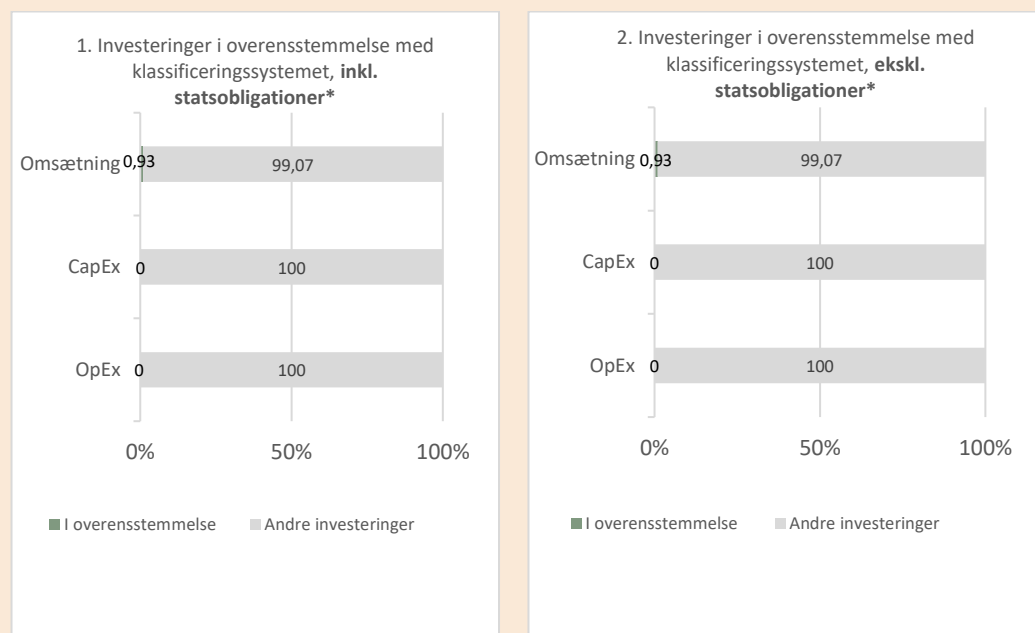 1. Investeringer i overensstemmelse med
klassificeringssystemet, inkl.
statsobligationer*
Omsætning 0,93 99,07
CapEx 0 100
OpEx 0 100
0% 50% 100%
I overensstemmelse Andre investeringer
2. Investeringer i overensstemmelse med
klassificeringssystemet, ekskl.
statsobligationer*
Omsætning 0,93 99,07
CapEx 0 100
OpEx 0 100
0% 50% 100%
I overensstemmelse Andre investeringer